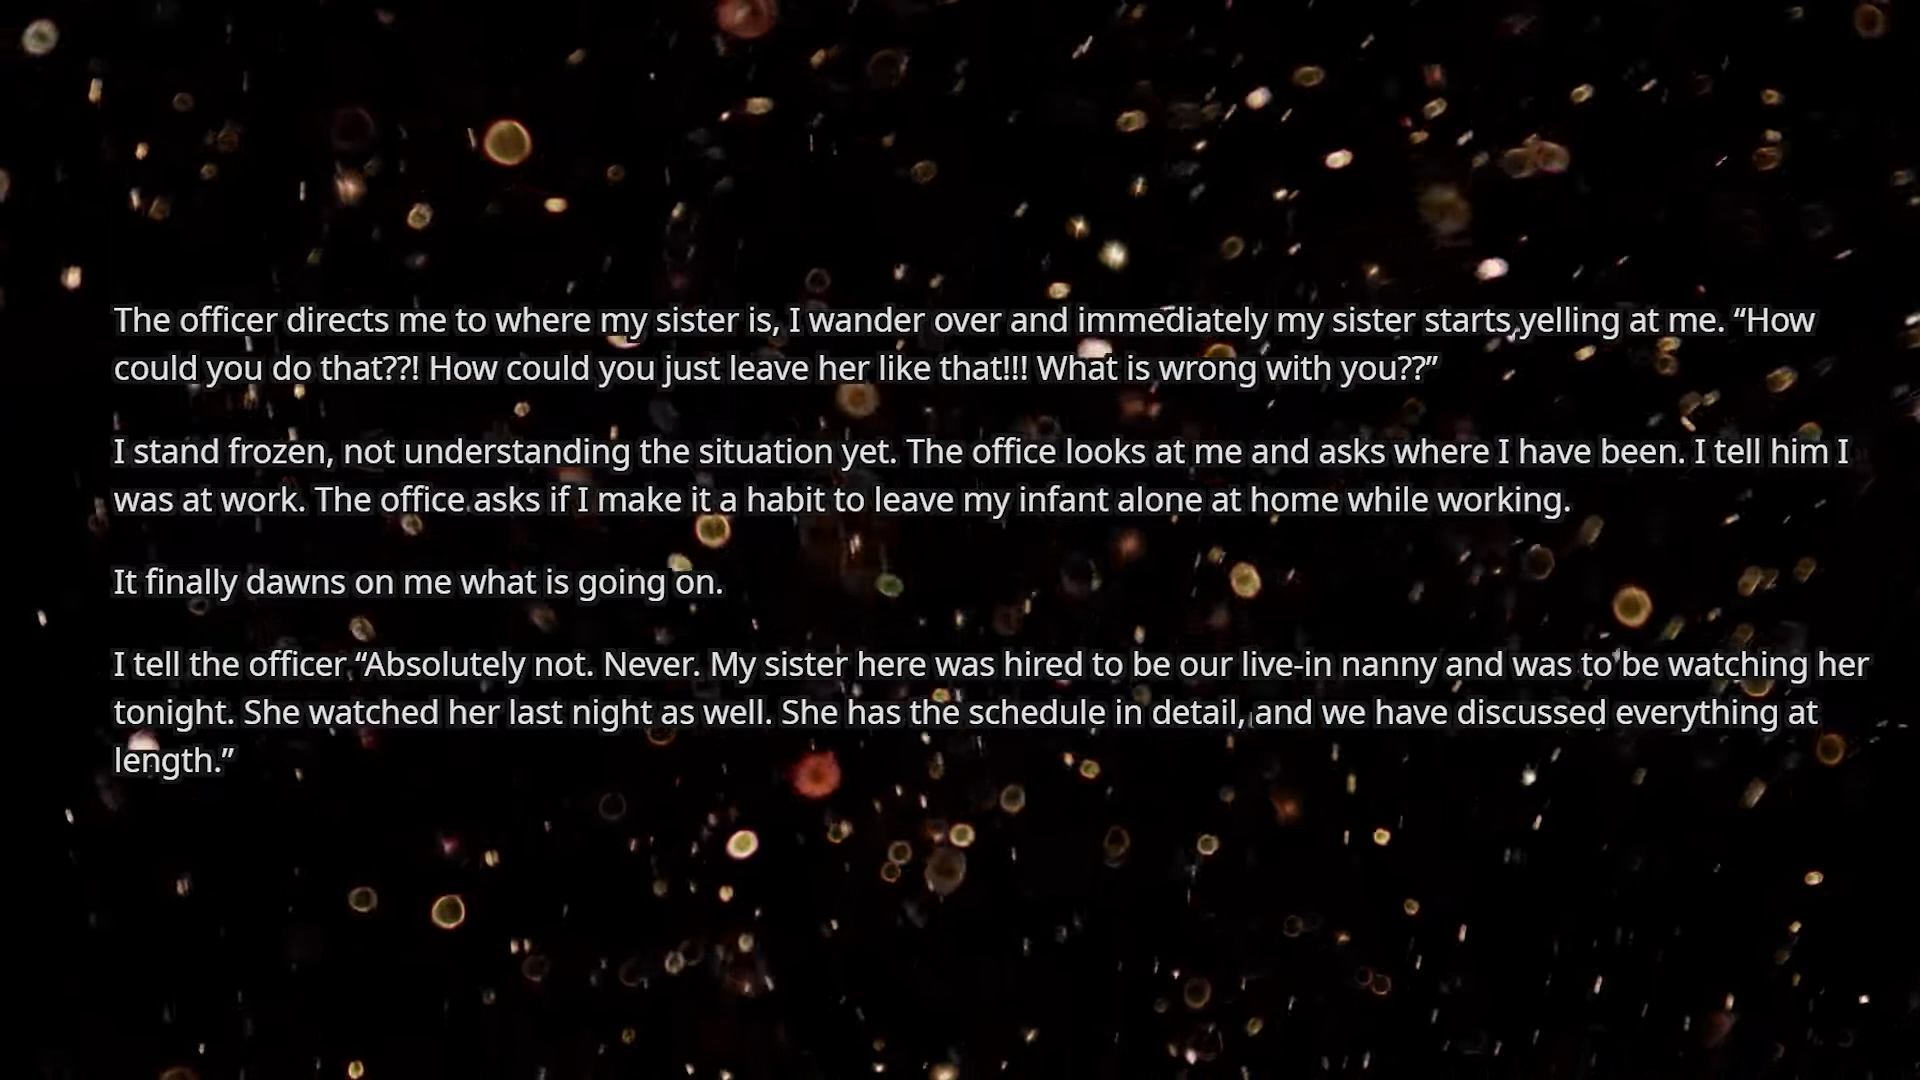 The officer directs me to where my sister is, I wander over and immediately my sister starts yelling at me. “How
could you do that??! How could you just leave her like that!!! What is wrong with you??”
I stand frozen, not understanding the situation yet. The office looks at me and asks where I have been. I tell him I
was at work. The office asks if I make it a habit to leave my infant alone at home while working.
It finally dawns on me what is going on.
I tell the officer “Absolutely not. Never. My sister here was hired to be our live-in nanny and was to be watching her
tonight. She watched her last night as well. She has the schedule in detail, and we have discussed everything at
length.”